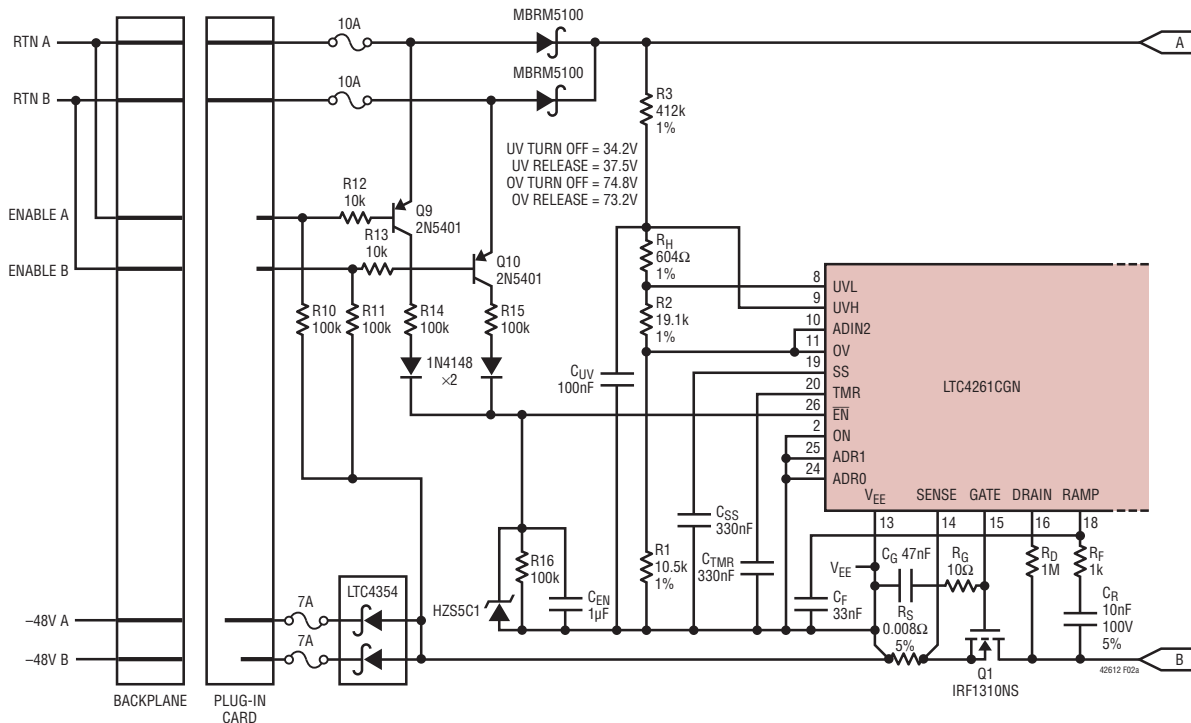 RTN A
RTN B
ENABLE A
ENABLE B
–48V A
–48V B
BACKPLANE
PLUG-IN
CARD
10A
10A
MBRM5100
MBRM5100
A
R3
412k
1%
UV TURN OFF = 34.2V
UV RELEASE = 37.5V
OV TURN OFF = 74.8V
OV RELEASE = 73.2V
R12
10k
R13
10k
Q9
2N5401
Q10
2N5401
R10
100k
R11
100k
R14
100k
R15
100k
1N4148
×2
RH
604Ω
1%
R2
19.1k
1%
CUV
100nF
8
UVL
9
UVH
10
ADIN2
11
OV
19
SS
20
TMR
26
EN
2
ON
25
ADR1
24
ADR0
LTC4261CGN
VEE
SENSE
GATE
DRAIN
RAMP
13
14
15
16
18
CSS
330nF
CTMR
330nF
R1
10.5k
1%
R16
100k
HZS5C1
CEN
1µF
VEE
CG 47nF
RG
10Ω
RD
1M
RF
1k
CF
33nF
RS
0.008Ω
5%
CR
10nF
100V
5%
7A
7A
LTC4354
Q1
IRF1310NS
42612 F02a
B